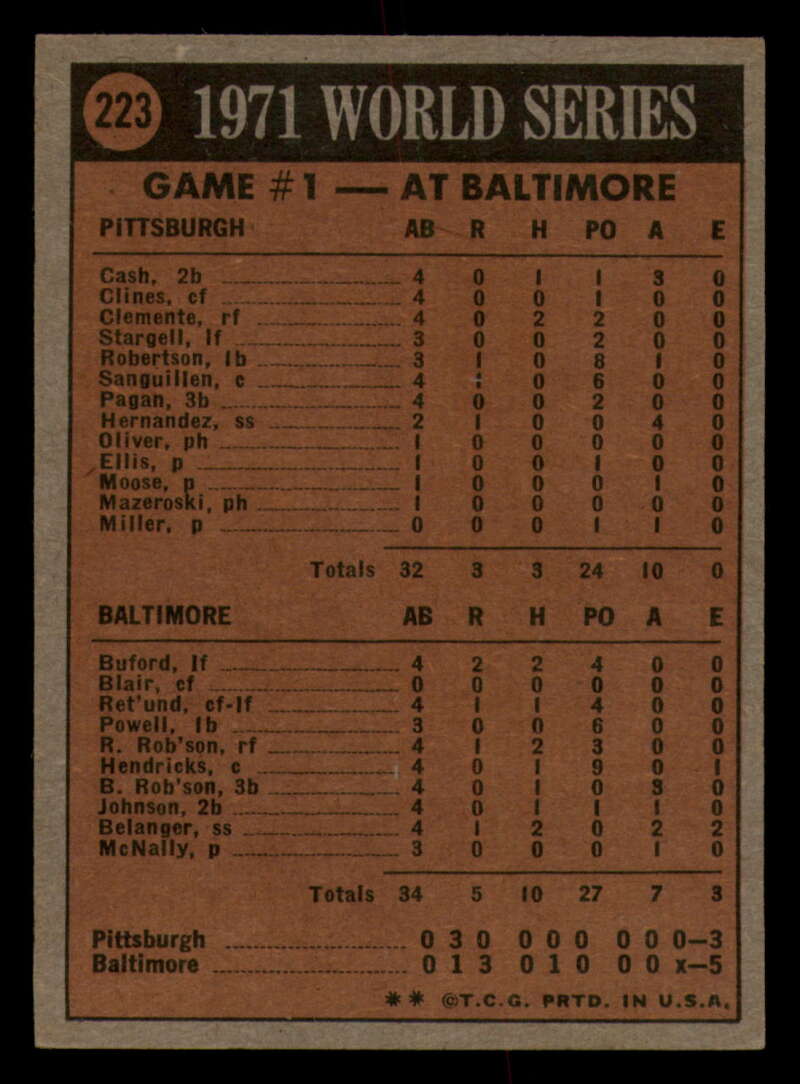 223 1971 WORLD SERIES
GAME #1 — AT BALTIMORE
PITTSBURGH AB R H PO A E
Cash, 2b 4 0 1 1 3 0
Clines, cf 4 0 0 1 0 0
Clemente, rf 4 0 2 2 0 0
Stargell, lf 3 0 0 2 0 0
Robertson, 1b 3 1 0 8 1 0
Sanguillen, c 4 1 0 6 0 0
Pagan, 3b 4 0 0 2 0 0
Hernandez, ss 2 1 0 0 4 0
Oliver, ph 1 0 0 0 0 0
Ellis, p 1 0 0 1 0 0
Moose, p 1 0 0 0 1 0
Mazeroski, ph 1 0 0 0 0 0
Miller, p 0 0 0 1 1 0
Totals 32 3 3 24 10 0
BALTIMORE AB R H PO A E
Buford, lf 4 2 2 4 0 0
Blair, cf 0 0 0 0 0 0
Ret'und, cf-lf 4 1 1 4 0 0
Powell, 1b 3 0 0 6 0 0
R. Rob'son, rf 4 1 2 3 0 0
Hendricks, c 4 0 1 9 0 1
B. Rob'son, 3b 4 0 1 0 3 0
Johnson, 2b 4 0 1 1 1 0
Belanger, ss 4 1 2 0 2 2
McNally, p 3 0 0 0 1 0
Totals 34 5 10 27 7 3
Pittsburgh 0 3 0 0 0 0 0 0 0—3
Baltimore 0 1 3 0 1 0 0 0 x—5
** ©T.C.G. PRTD. IN U.S.A.